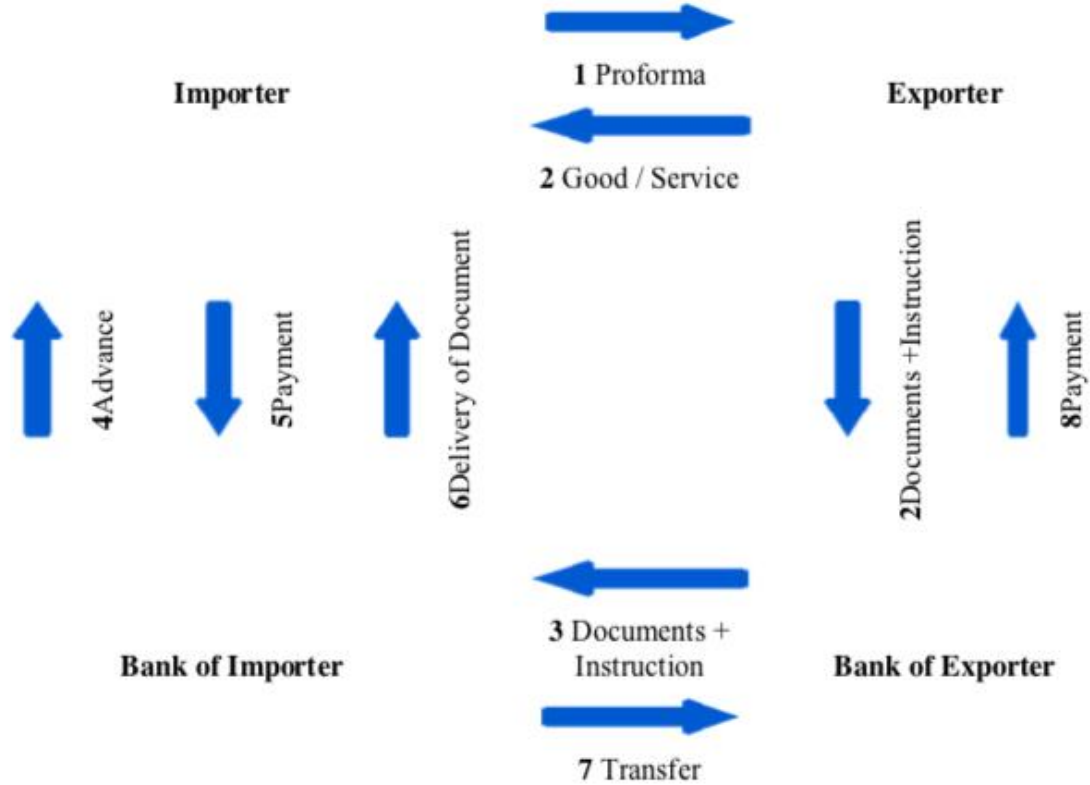 1 Proforma
Importer
Exporter
2 Good / Service
4Advance
5Payment
6Delivery of Document
2Documents +Instruction
8Payment
3 Documents +
Instruction
Bank of Importer
Bank of Exporter
7 Transfer